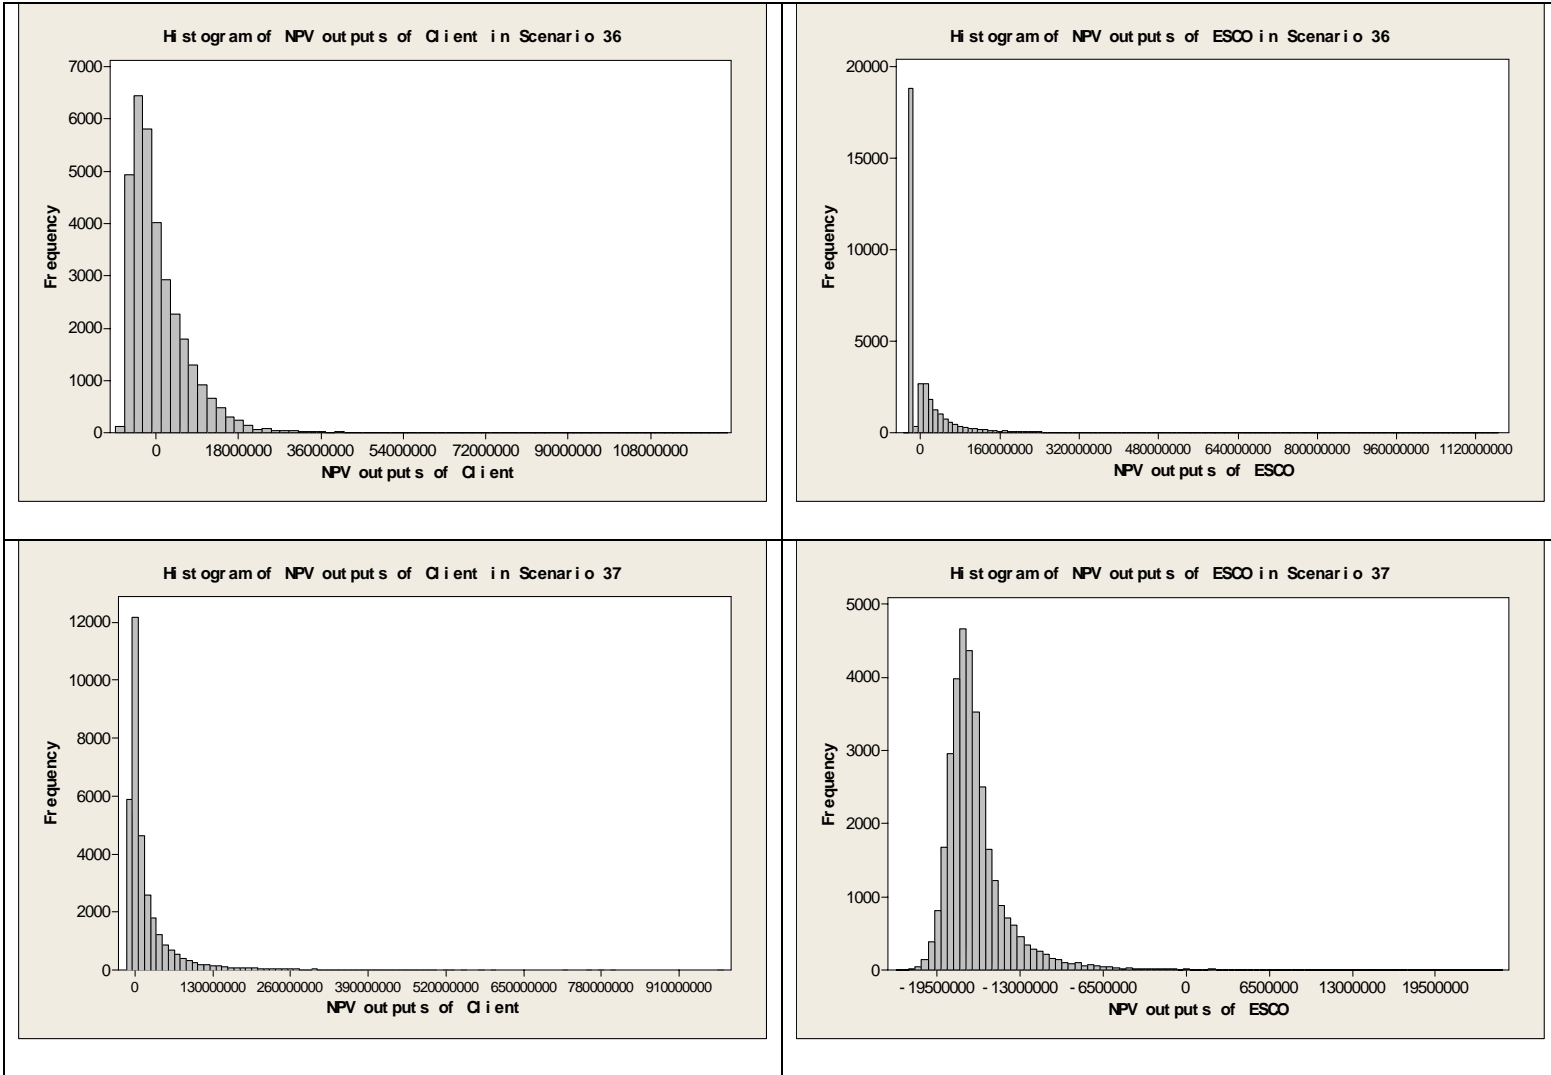 Histogram of NPV outputs of Client in Scenario 36
7000
6000
5000
4000
3000
2000
1000
0
Frequency
0 18000000 36000000 54000000 72000000 90000000 108000000
NPV outputs of Client
Histogram of NPV outputs of ESCO in Scenario 36
20000
15000
10000
5000
0
Frequency
0 160000000 320000000 480000000 640000000 800000000 960000000 1120000000
NPV outputs of ESCO
Histogram of NPV outputs of Client in Scenario 37
12000
10000
8000
6000
4000
2000
0
Frequency
0 130000000 260000000 390000000 520000000 650000000 780000000 910000000
NPV outputs of Client
Histogram of NPV outputs of ESCO in Scenario 37
5000
4000
3000
2000
1000
0
Frequency
-19500000 -13000000 -6500000 0 6500000 13000000 19500000
NPV outputs of ESCO